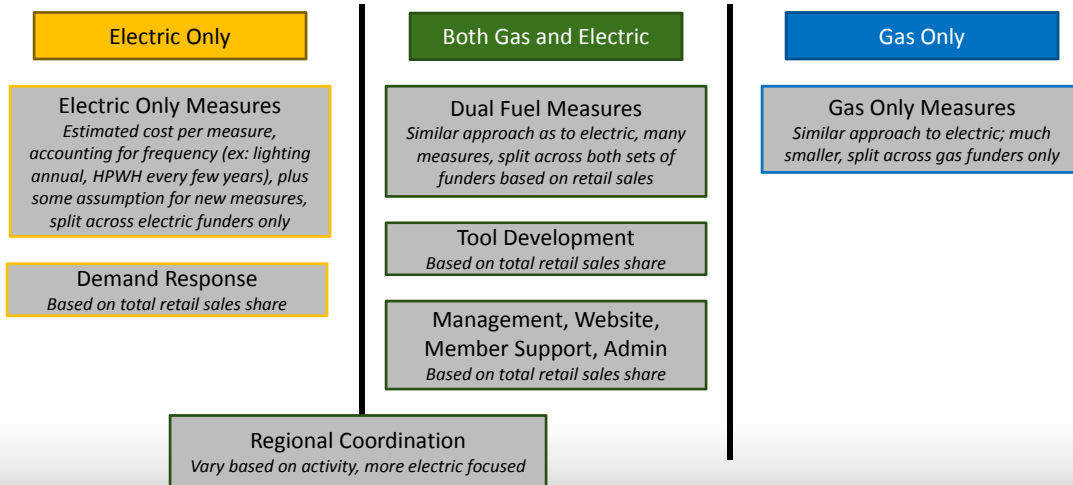 Electric Only
Electric Only Measures
Estimated cost per measure,
accounting for frequency (ex: lighting
annual, HPWH every few years), plus
some assumption for new measures,
split across electric funders only
Demand Response
Based on total retail sales share
Both Gas and Electric
Dual Fuel Measures
Similar approach as to electric, many
measures, split across both sets of
funders based on retail sales
Tool Development
Based on total retail sales share
Management, Website,
Member Support, Admin
Based on total retail sales share
Gas Only
Gas Only Measures
Similar approach to electric; much
smaller, split across gas funders only
Regional Coordination
Vary based on activity, more electric focused